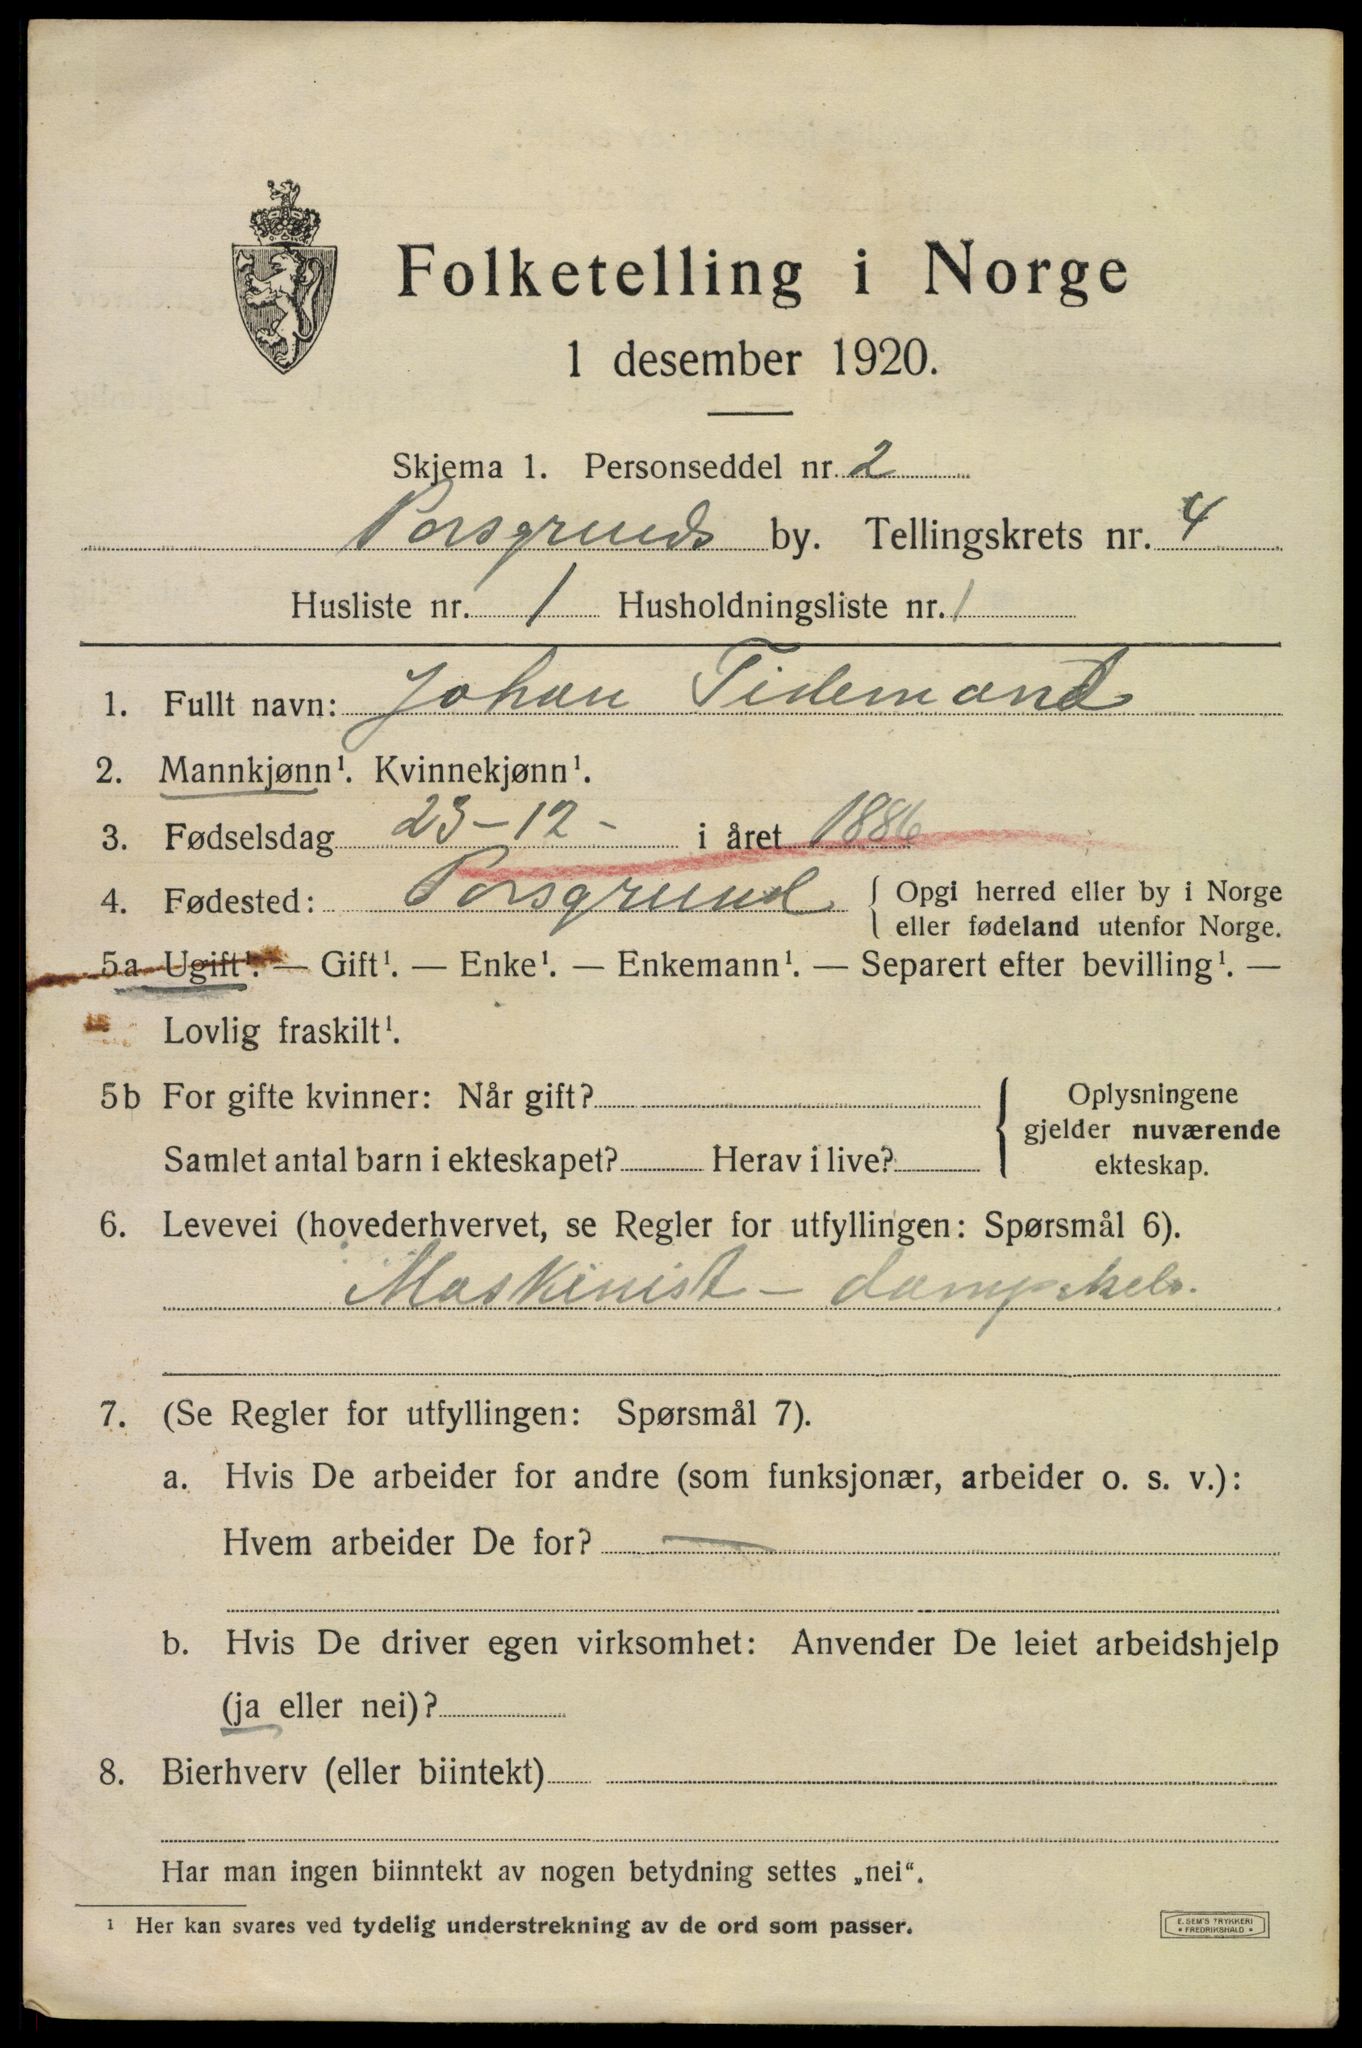 Folketelling i Norge
1 desember 1920.
Skjema 1. Personseddel nr. 2
Porsgrunds by. Tellingskrets nr. 4
Husliste nr. 1 Husholdningsliste nr. 1
1. Fullt navn: Johan Tidemand
2. Mannkjønn¹. Kvinnekjønn¹.
3. Fødselsdag 23-12- i året 1886
4. Fødested: Porsgrund { Opgi herred eller by i Norge
eller fødeland utenfor Norge.
5a Ugift¹. — Gift¹. — Enke¹. — Enkemann¹. — Separert efter bevilling¹. —
Lovlig fraskilt¹.
5b For gifte kvinner: Når gift? { Oplysningene
gjelder nuværende
Samlet antal barn i ekteskapet? Herav i live? ekteskap.
6. Levevei (hovederhvervet, se Regler for utfyllingen: Spørsmål 6).
Maskinist –
7. (Se Regler for utfyllingen: Spørsmål 7).
a. Hvis De arbeider for andre (som funksjonær, arbeider o. s. v.):
Hvem arbeider De for? —
b. Hvis De driver egen virksomhet: Anvender De leiet arbeidshjelp
(ja eller nei)?
8. Bierhverv (eller biintekt)
Har man ingen biinntekt av nogen betydning settes „nei“.
¹ Her kan svares ved tydelig understrekning av de ord som passer.
E. SEM'S TRYKKERI
* FREDRIKSHALD *